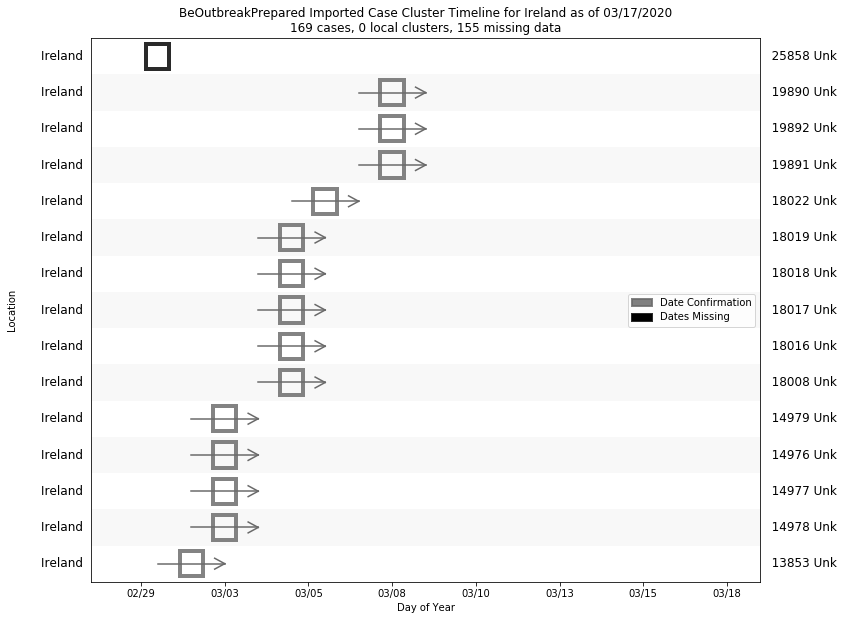 BeOutbreakPrepared Imported Case Cluster Timeline for Ireland as of 03/17/2020
169 cases, 0 local clusters, 155 missing data
Ireland 25858 Unk
Ireland 19890 Unk
Ireland 19892 Unk
Ireland 19891 Unk
Ireland 18022 Unk
Ireland 18019 Unk
Ireland 18018 Unk
Ireland 18017 Unk
Ireland 18016 Unk
Ireland 18008 Unk
Ireland 14979 Unk
Ireland 14976 Unk
Ireland 14977 Unk
Ireland 14978 Unk
Ireland 13853 Unk
Location
Date Confirmation
Dates Missing
02/29 03/03 03/05 03/08 03/10 03/13 03/15 03/18
Day of Year